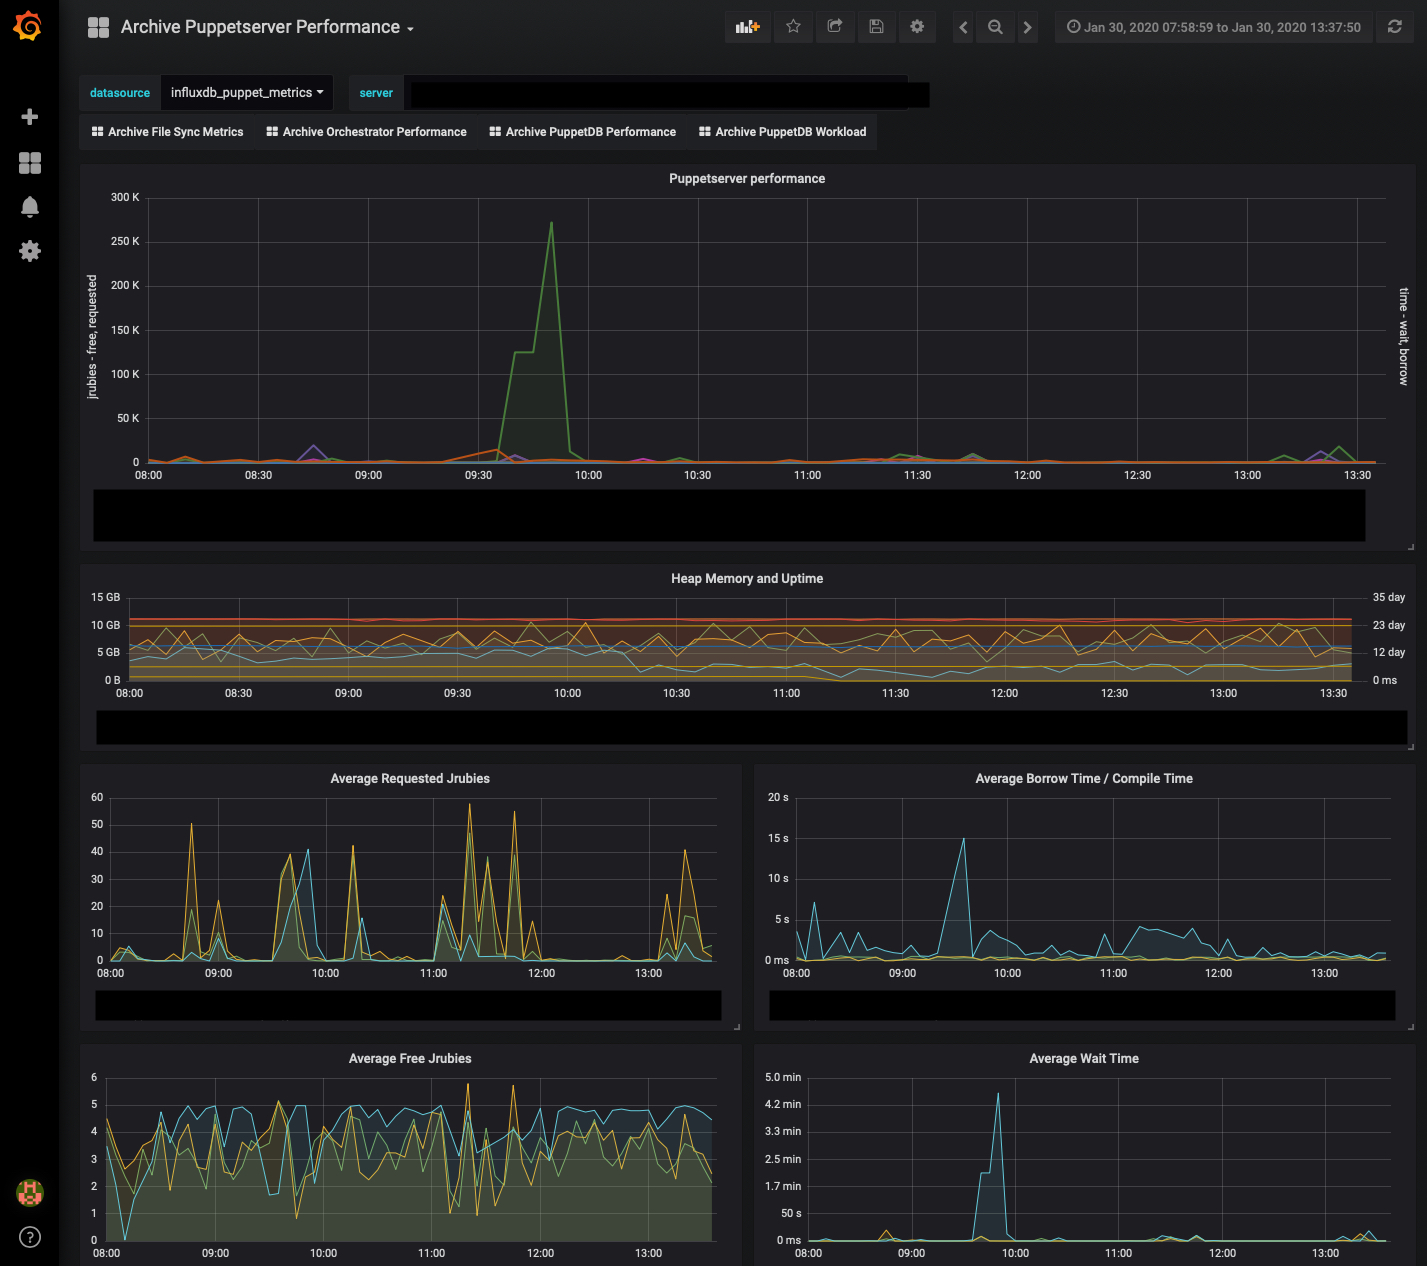 Archive Puppetserver Performance
Jan 30, 2020 07:58:59 to Jan 30, 2020 13:37:50
datasource influxdb_puppet_metrics server
Archive File Sync Metrics Archive Orchestrator Performance Archive PuppetDB Performance Archive PuppetDB Workload
Puppetserver performance
jrubies - free, requested
time - wait, borrow
300 K
250 K
200 K
150 K
100 K
50 K
0
08:00 08:30 09:00 09:30 10:00 10:30 11:00 11:30 12:00 12:30 13:00 13:30
Heap Memory and Uptime
15 GB 35 day
10 GB 23 day
5 GB 12 day
0 B 0 ms
08:00 08:30 09:00 09:30 10:00 10:30 11:00 11:30 12:00 12:30 13:00 13:30
Average Requested Jrubies
60
50
40
30
20
10
0
08:00 09:00 10:00 11:00 12:00 13:00
Average Borrow Time / Compile Time
20 s
15 s
10 s
5 s
0 ms
08:00 09:00 10:00 11:00 12:00 13:00
Average Free Jrubies
6
5
4
3
2
1
0
08:00 09:00 10:00 11:00 12:00 13:00
Average Wait Time
5.0 min
4.2 min
3.3 min
2.5 min
1.7 min
50 s
0 ms
08:00 09:00 10:00 11:00 12:00 13:00
?